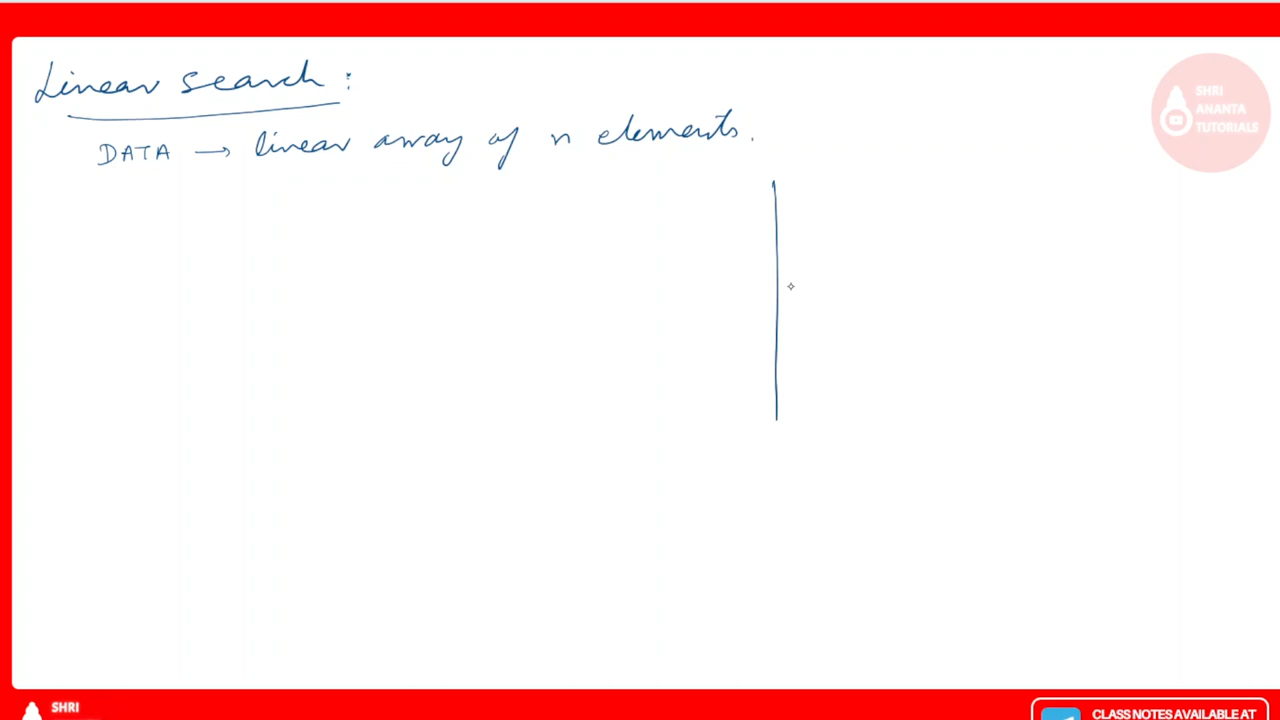 Linear search :
SHRI
ANANTA
TUTORIALS
DATA → linear array of n elements.
SHRI
CLASS NOTES AVAILABLE AT